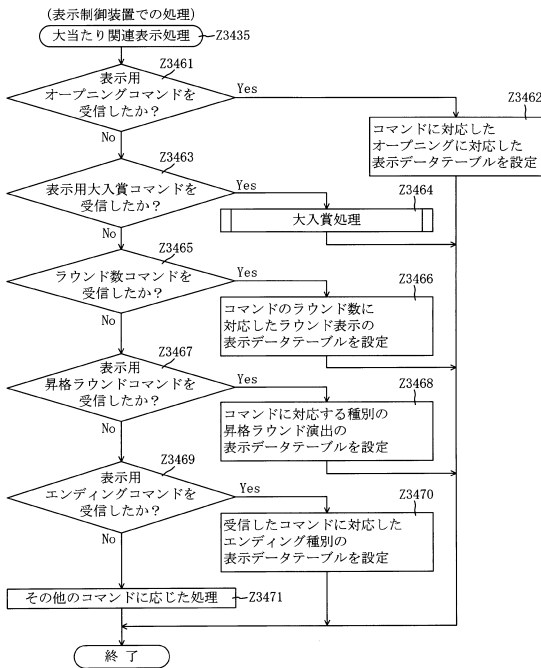 (表示制御装置での処理)
大当たり関連表示処理
Z3435
Z3461
表示用
オープニングコマンドを
受信したか?
Yes
No
Z3462
コマンドに対応した
オープニングに対応した
表示データテーブルを設定
Z3463
表示用大入賞コマンドを
受信したか?
Yes
No
Z3464
大入賞処理
Z3465
ラウンド数コマンドを
受信したか?
Yes
No
Z3466
コマンドのラウンド数に
対応したラウンド表示の
表示データテーブルを設定
Z3467
表示用
昇格ラウンドコマンドを
受信したか?
Yes
No
Z3468
コマンドに対応する種別の
昇格ラウンド演出の
表示データテーブルを設定
Z3469
表示用
エンディングコマンドを
受信したか?
Yes
No
Z3470
受信したコマンドに対応した
エンディング種別の
表示データテーブルを設定
その他のコマンドに応じた処理
Z3471
終 了